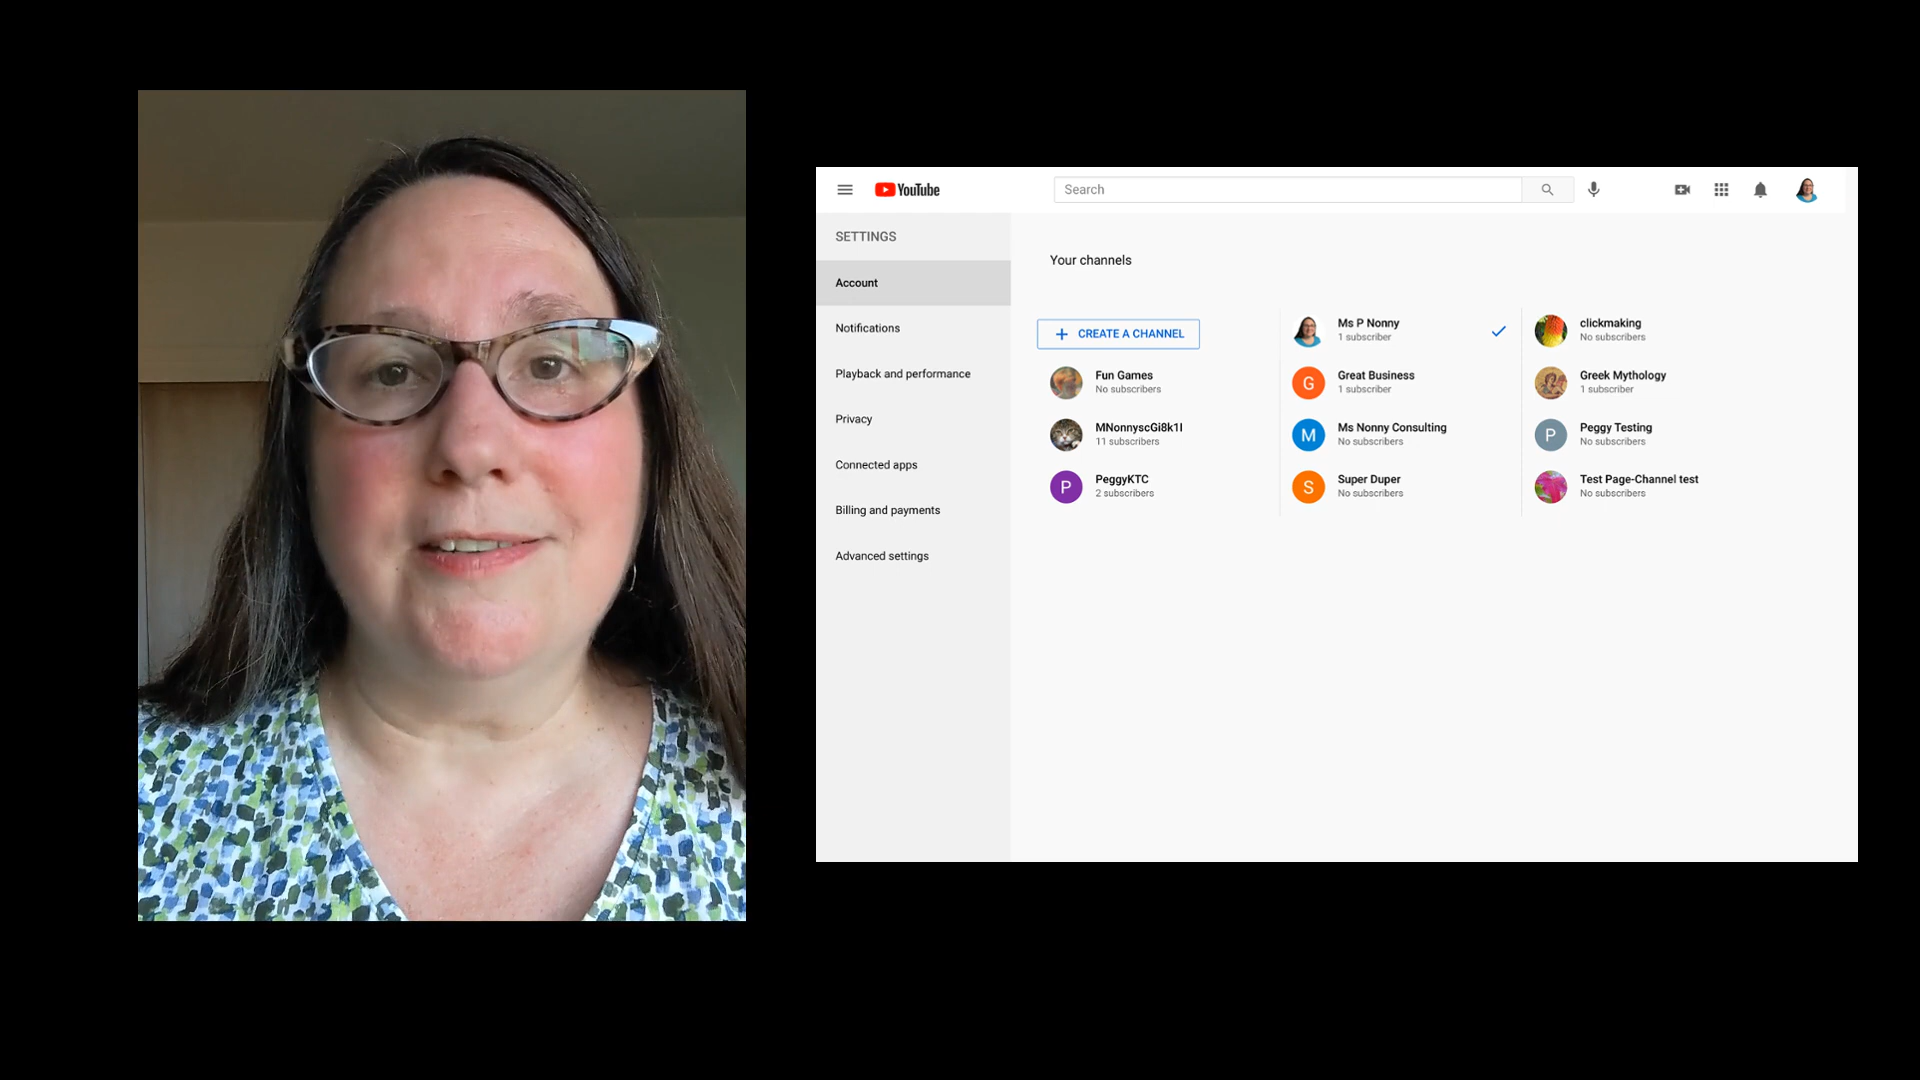 YouTube
Search
SETTINGS
Account
Notifications
Playback and performance
Privacy
Connected apps
Billing and payments
Advanced settings
Your channels
CREATE A CHANNEL
Ms P Nonny
1 subscriber
clickmaking
No subscribers
Fun Games
No subscribers
G
Great Business
1 subscriber
Greek Mythology
1 subscriber
MNonnyscGi8k1I
11 subscribers
M
Ms Nonny Consulting
No subscribers
P
Peggy Testing
No subscribers
P
PeggyKTC
2 subscribers
S
Super Duper
No subscribers
Test Page-Channel test
No subscribers